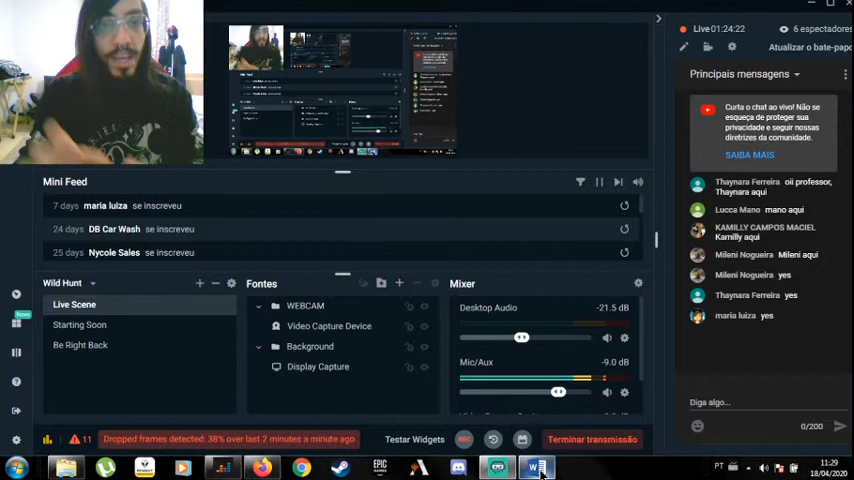 Live 01:24:22
6 espectadores
Atualizar o bate-papo
Principais mensagens
Curta o chat ao vivo! Não se
esqueça de proteger sua
privacidade e seguir nossas
diretrizes da comunidade.
SAIBA MAIS
Thaynara Ferreira oii professor,
Thaynara aqui
Lucca Mano mano aqui
KAMILLY CAMPOS MACIEL
Kamilly aqui
Mileni Nogueira Mileni aqui
Mileni Nogueira yes
Thaynara Ferreira yes
maria luiza yes
Diga algo...
0/200
Mini Feed
7 days maria luiza se inscreveu
24 days DB Car Wash se inscreveu
25 days Nycole Sales se inscreveu
Wild Hunt
Live Scene
Starting Soon
Be Right Back
Novo
Fontes
WEBCAM
Video Capture Device
Background
Display Capture
Mixer
Desktop Audio -21.5 dB
Mic/Aux -9.0 dB
11
Dropped frames detected: 38% over last 2 minutes a minute ago
Testar Widgets
REC
Terminar transmissão
EPIC
GAMES
W
PT
11:29
18/04/2020